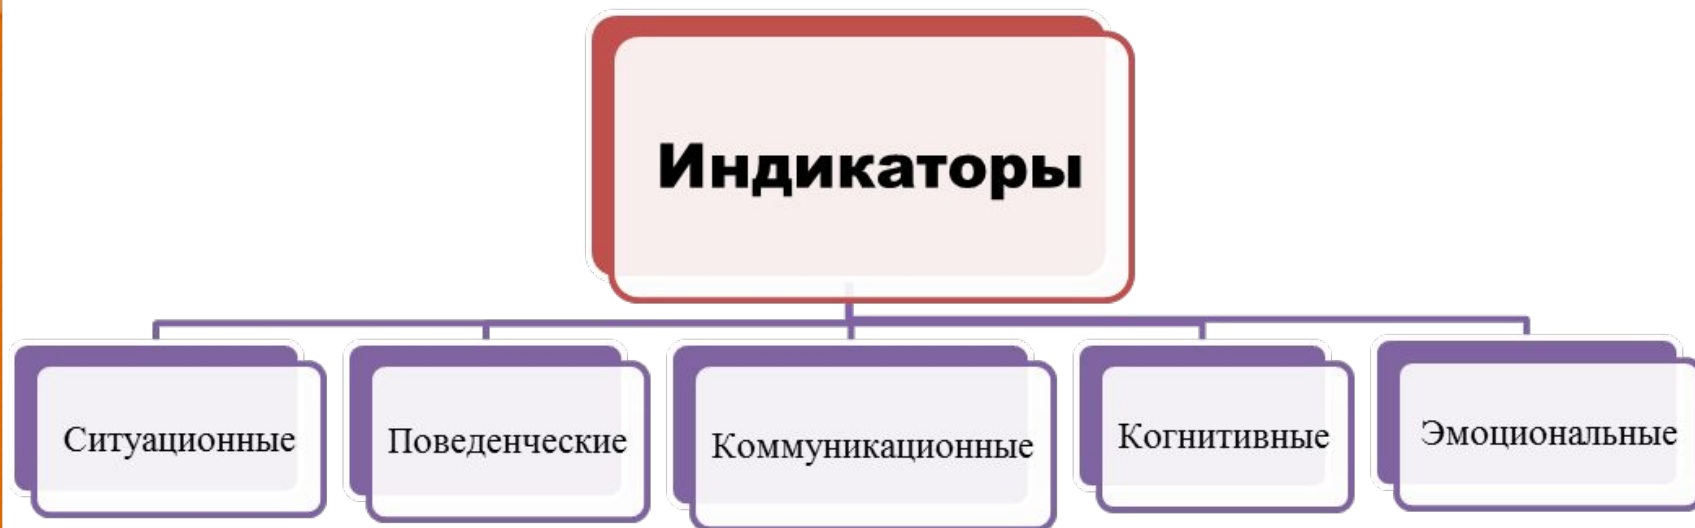 Индикаторы
Ситуационные
Поведенческие
Коммуникационные
Когнитивные
Эмоциональные